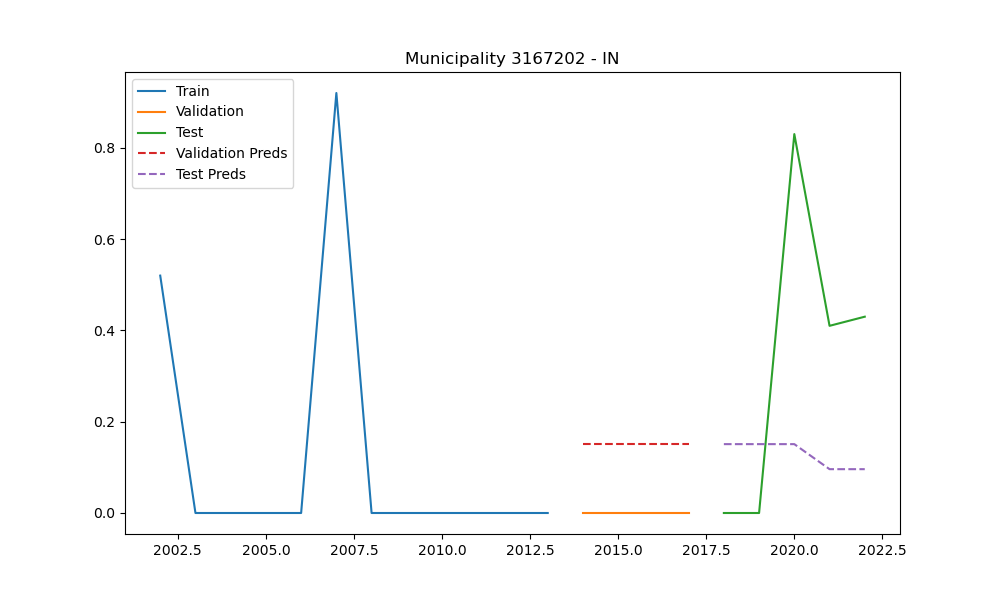 Municipality 3167202 - IN
Train
Validation
Test
Validation Preds
Test Preds
0.8
0.6
0.4
0.2
0.0
2002.5 2005.0 2007.5 2010.0 2012.5 2015.0 2017.5 2020.0 2022.5